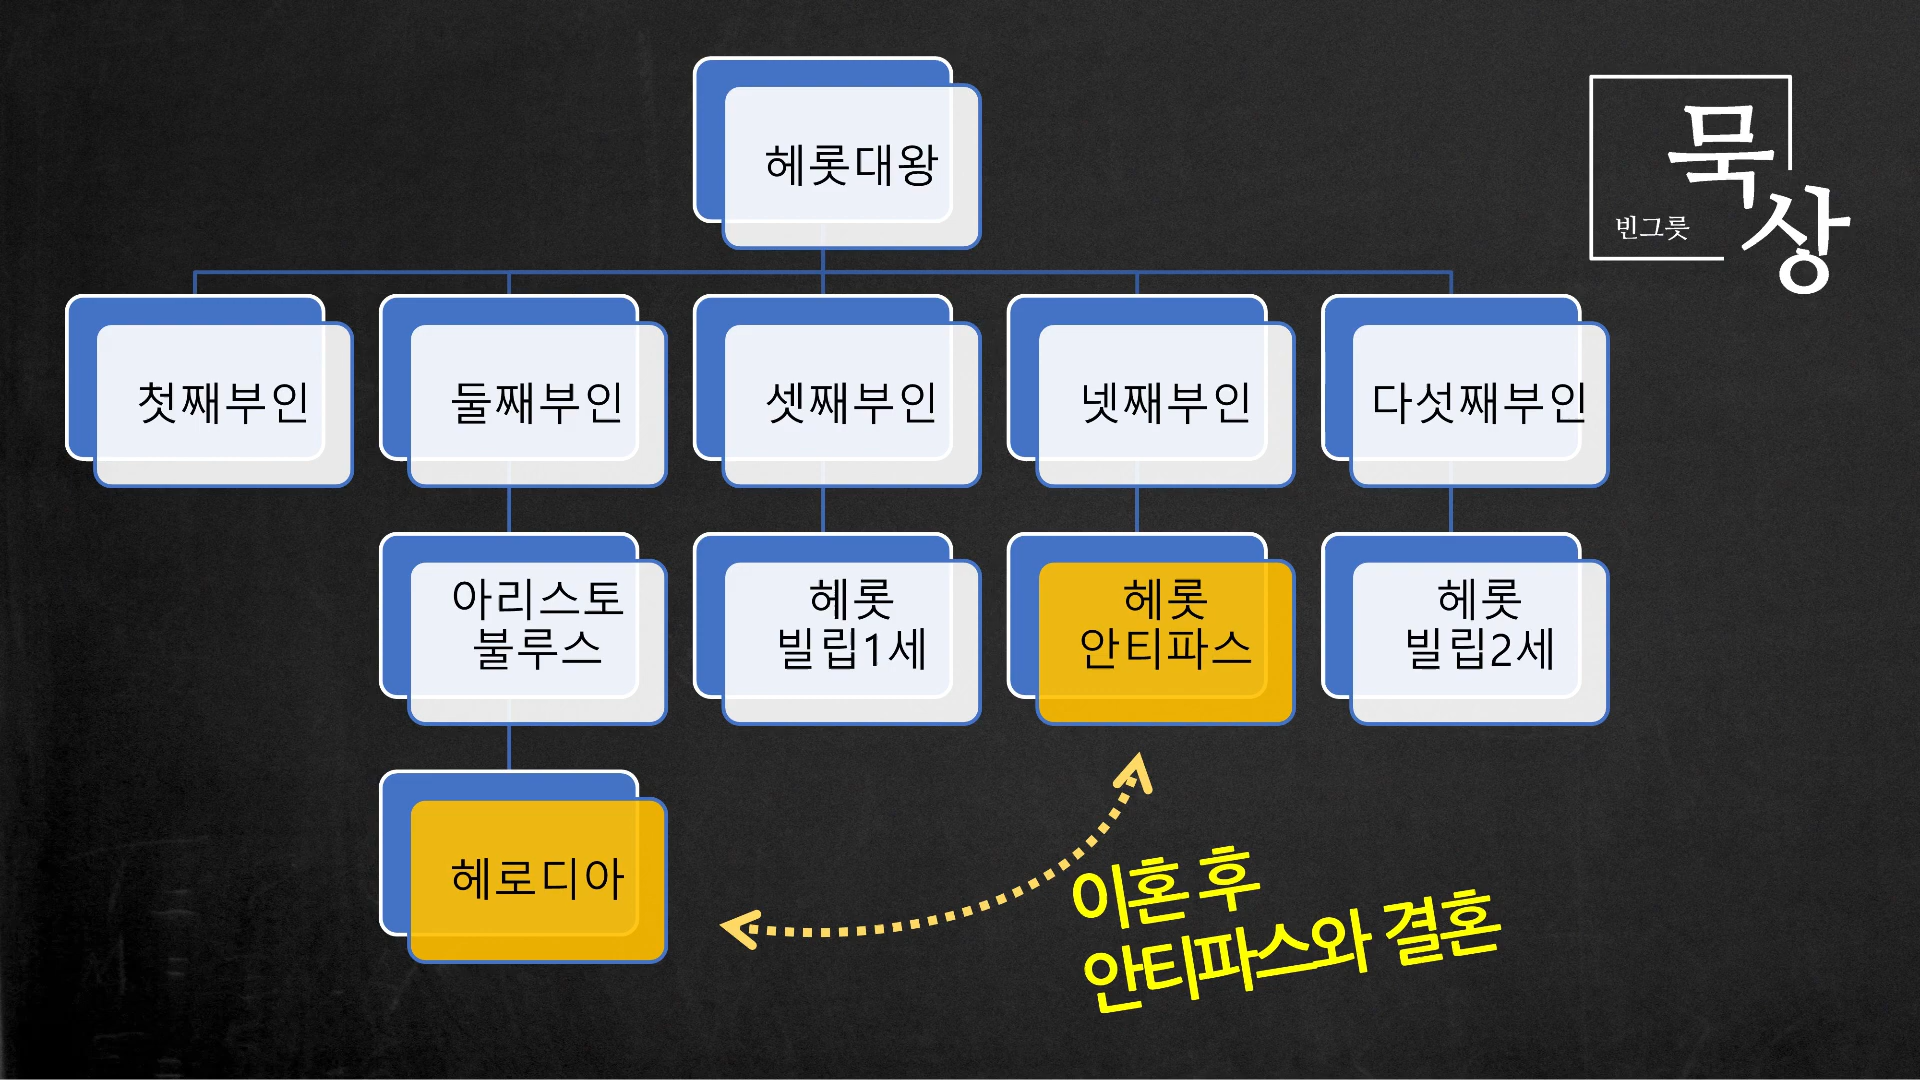 헤롯대왕
묵상
빈그릇
첫째부인
둘째부인
셋째부인
넷째부인
다섯째부인
아리스토
불루스
헤롯
빌립1세
헤롯
안티파스
헤롯
빌립2세
헤로디아
이혼 후
안티파스와 결혼